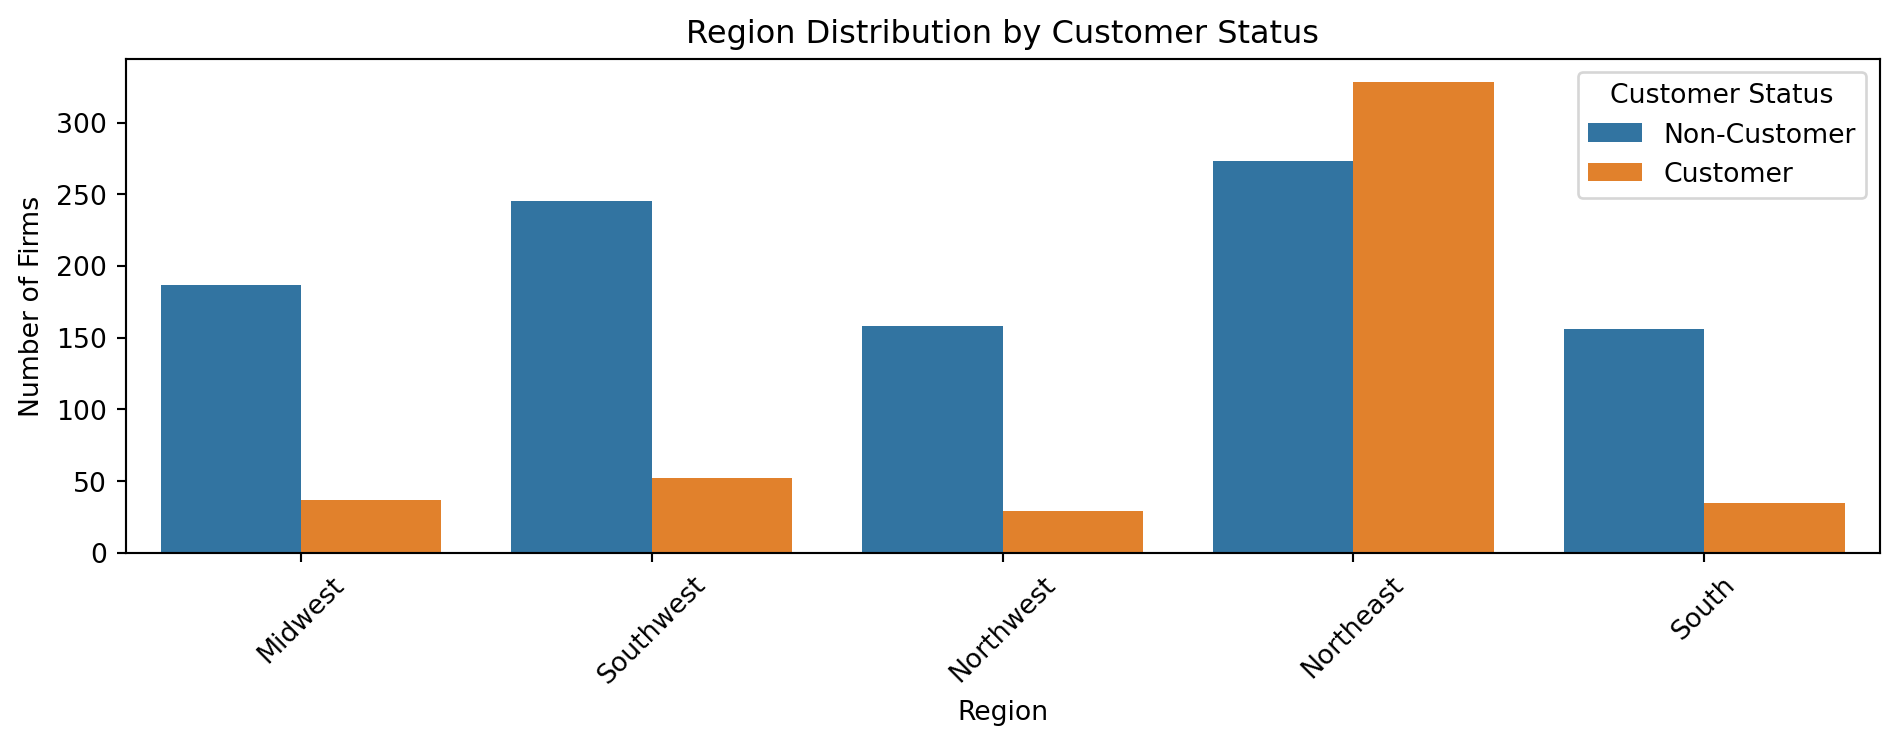 Region Distribution by Customer Status
Customer Status
Non-Customer
Customer
Number of Firms
300
250
200
150
100
50
0
Midwest
Southwest
Northwest
Northeast
South
Region